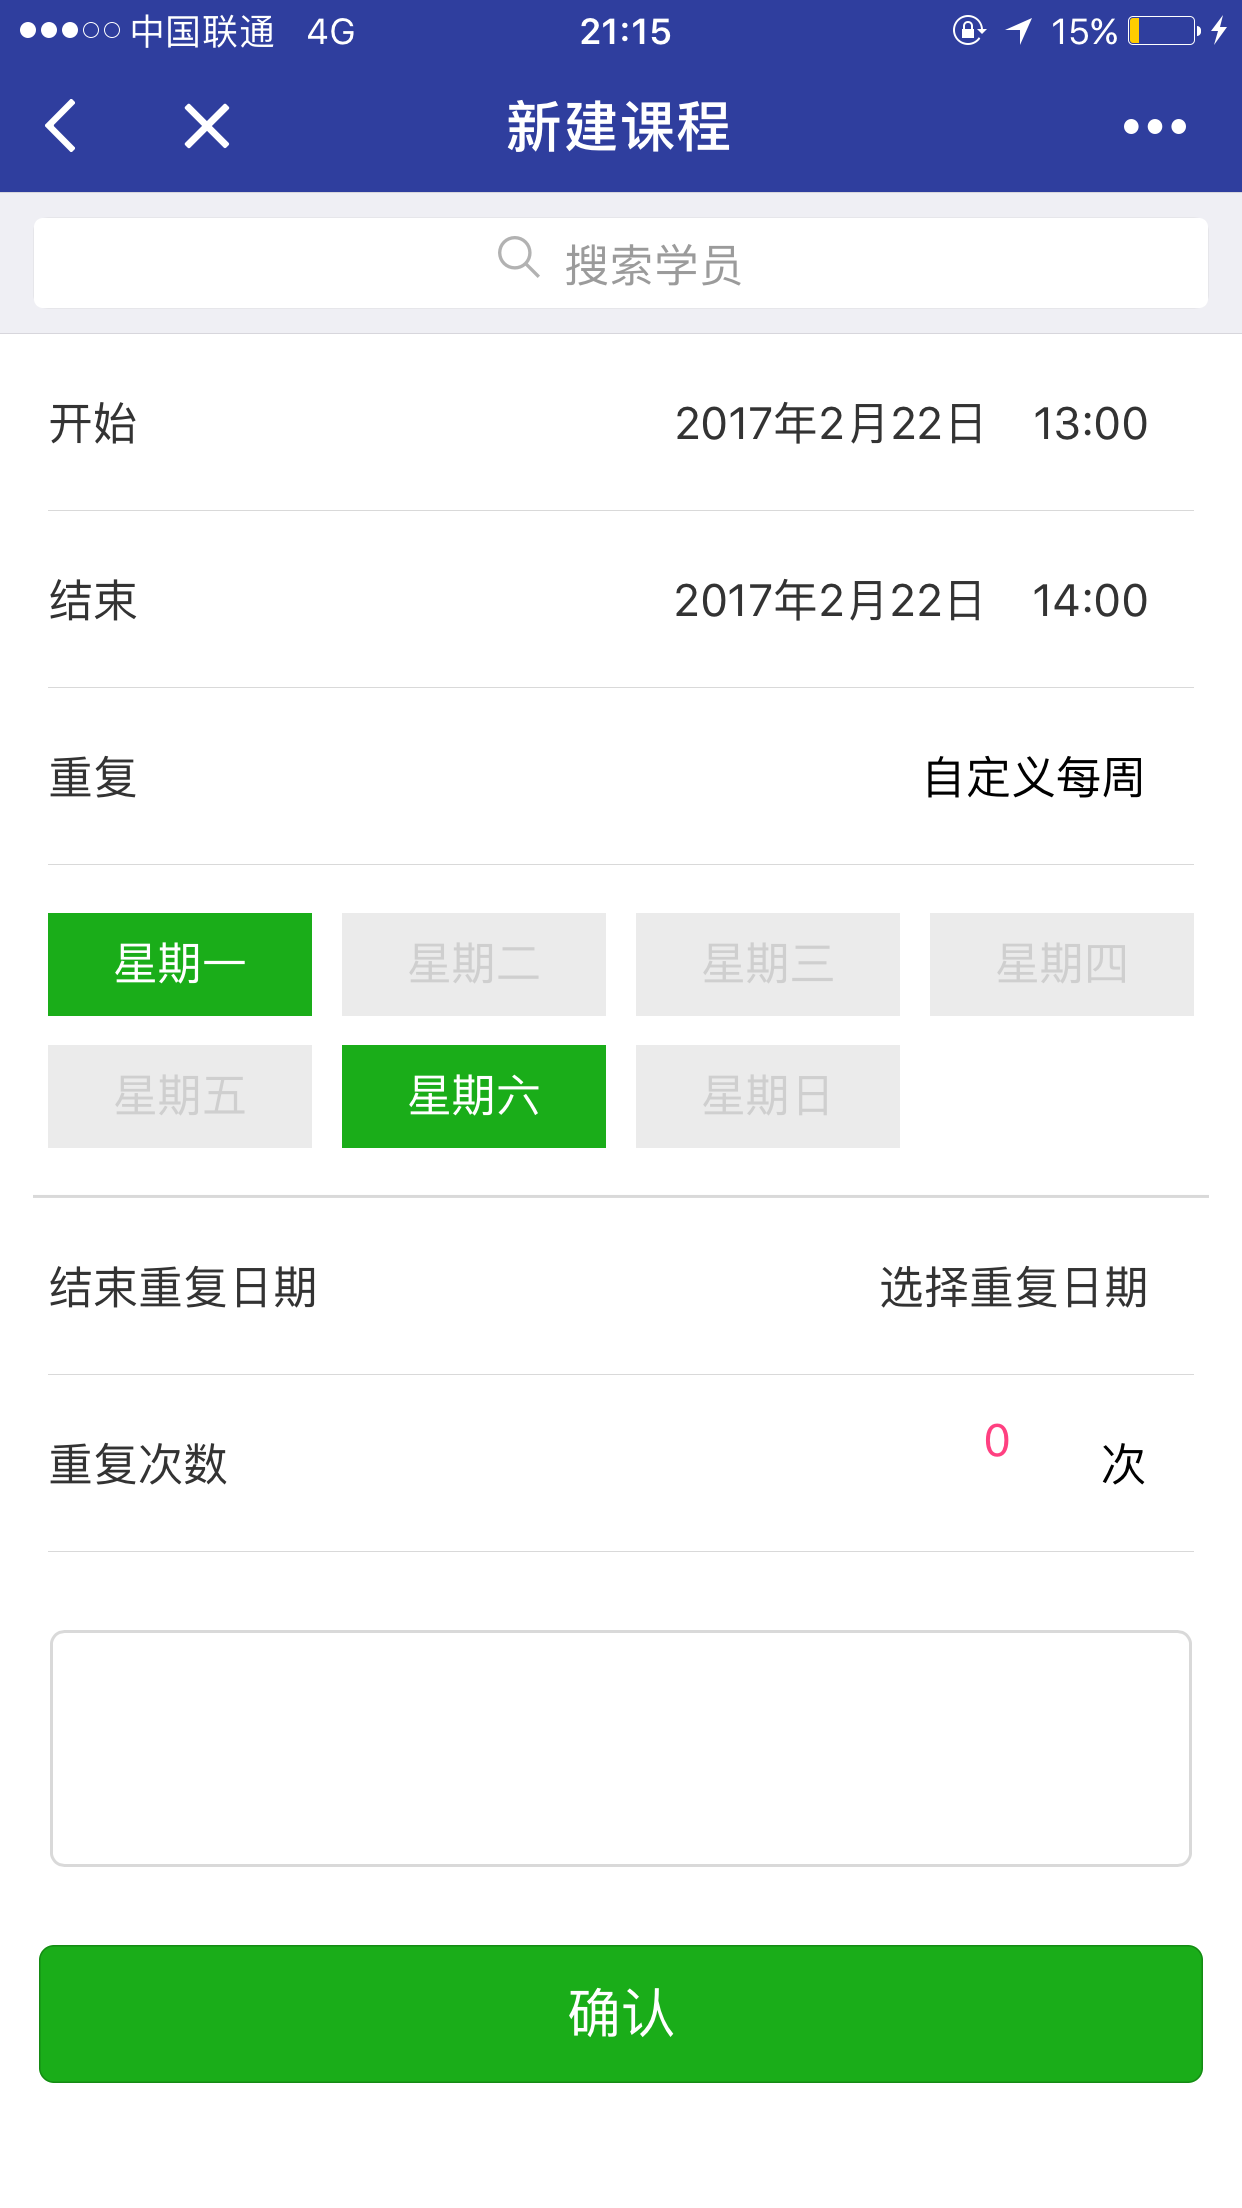 中国联通 4G 21:15 15%
新建课程
搜索学员
开始 2017年2月22日 13:00
结束 2017年2月22日 14:00
重复 自定义每周
星期一 星期二 星期三 星期四
星期五 星期六 星期日
结束重复日期 选择重复日期
重复次数 0 次
确认